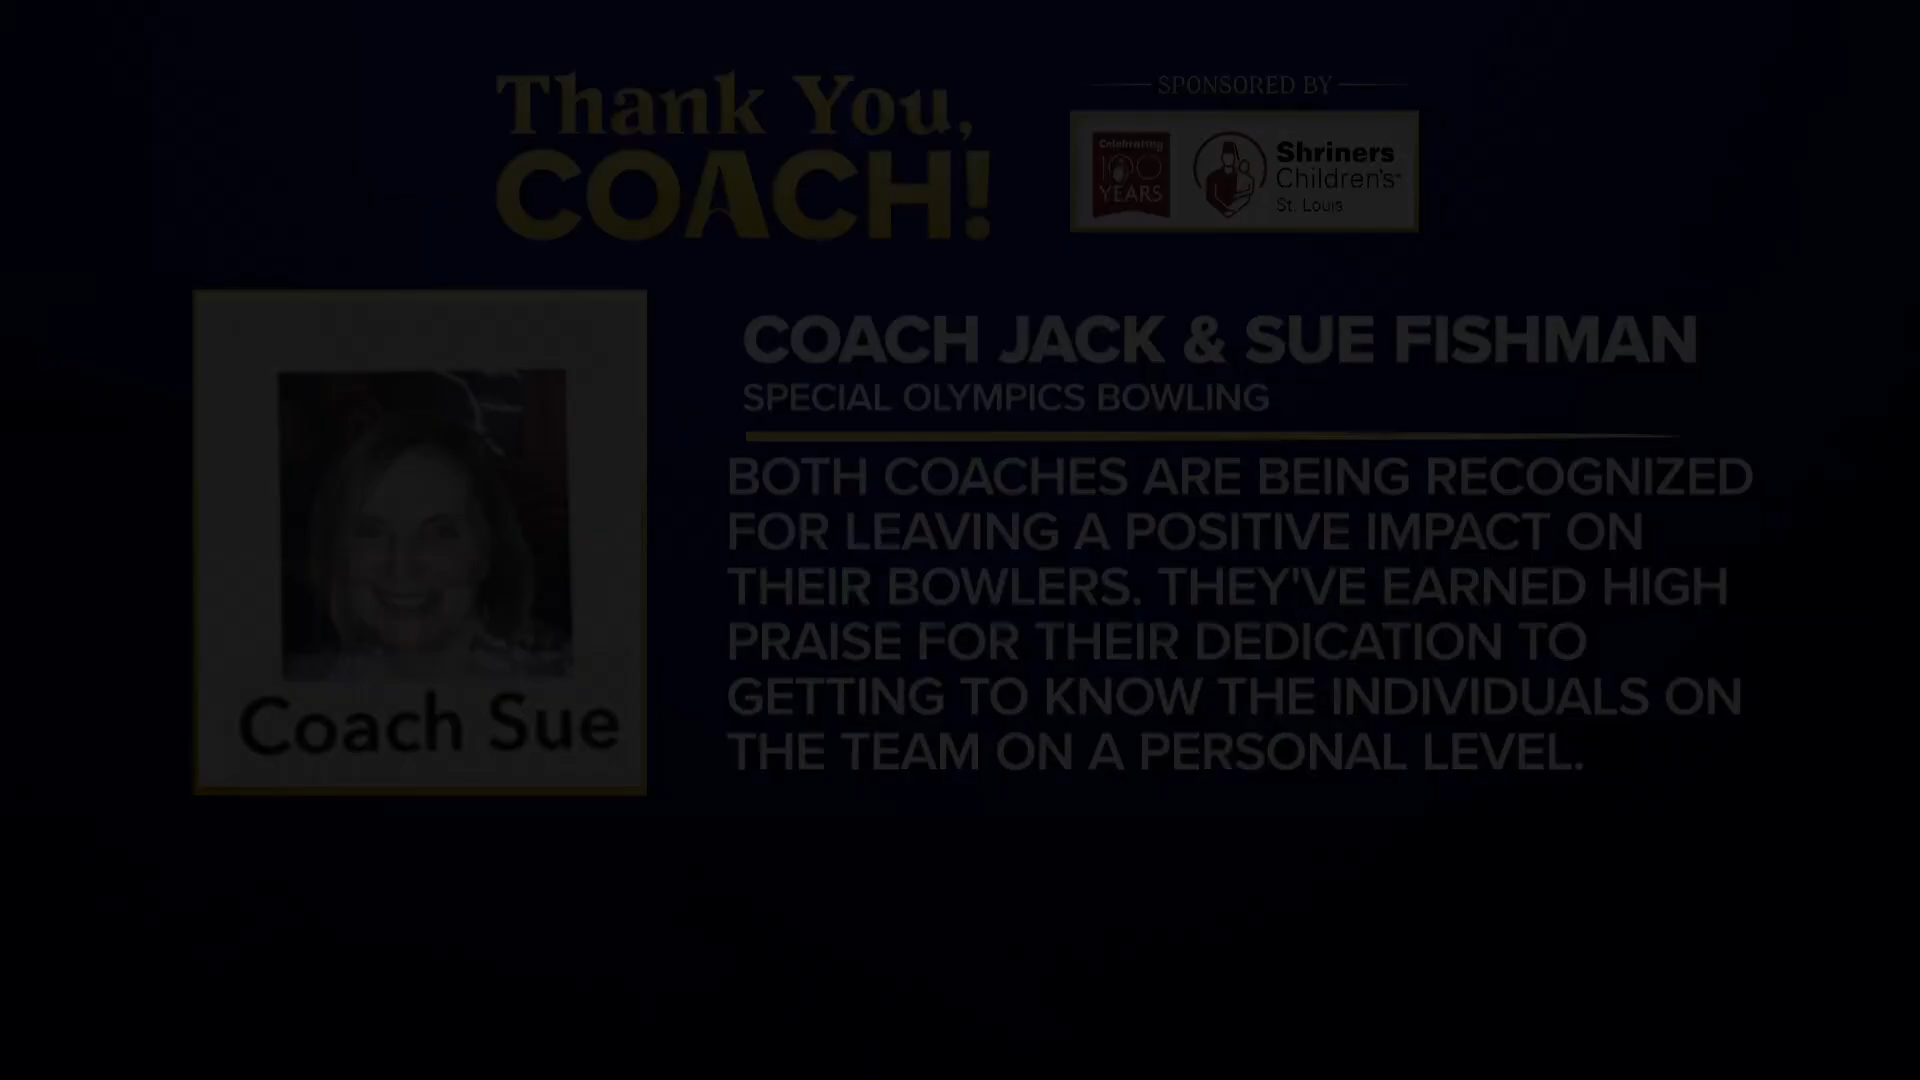 Thank You,
COACH!
SPONSORED BY
Celebrating
100
YEARS
Shriners
Children's™
St. Louis
COACH JACK & SUE FISHMAN
SPECIAL OLYMPICS BOWLING
BOTH COACHES ARE BEING RECOGNIZED
FOR LEAVING A POSITIVE IMPACT ON
THEIR BOWLERS. THEY'VE EARNED HIGH
PRAISE FOR THEIR DEDICATION TO
GETTING TO KNOW THE INDIVIDUALS ON
THE TEAM ON A PERSONAL LEVEL.
Coach Sue